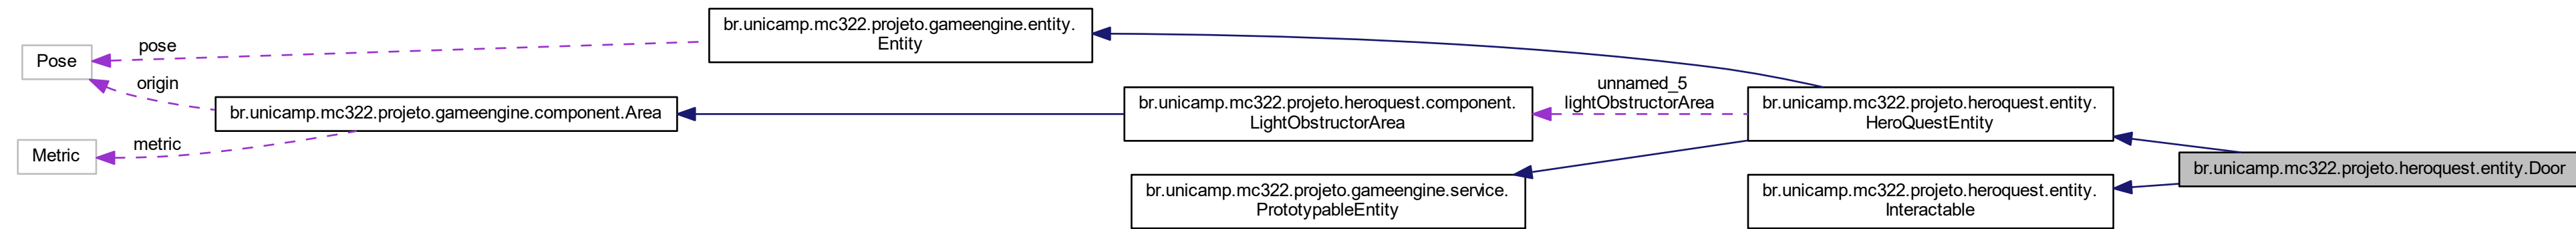 Pose
Metric
pose
origin
metric
br.unicamp.mc322.projeto.gameengine.entity.
Entity
br.unicamp.mc322.projeto.gameengine.component.Area
br.unicamp.mc322.projeto.heroquest.component.
LightObstructorArea
br.unicamp.mc322.projeto.gameengine.service.
PrototypableEntity
unnamed_5
lightObstructorArea
br.unicamp.mc322.projeto.heroquest.entity.
HeroQuestEntity
br.unicamp.mc322.projeto.heroquest.entity.
Interactable
br.unicamp.mc322.projeto.heroquest.entity.Door